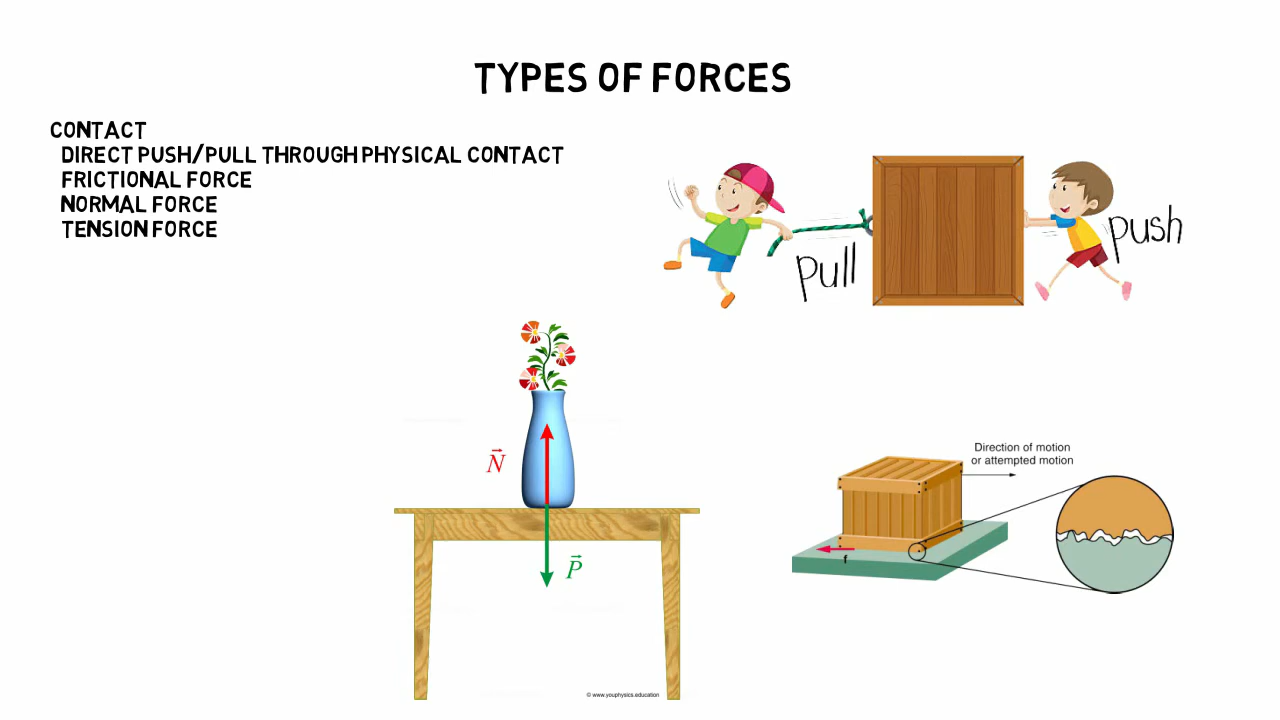 TYPES OF FORCES
CONTACT
DIRECT PUSH/PULL THROUGH PHYSICAL CONTACT
FRICTIONAL FORCE
NORMAL FORCE
TENSION FORCE
pull
push
N
P
Direction of motion
or attempted motion
f
© www.youphysics.education